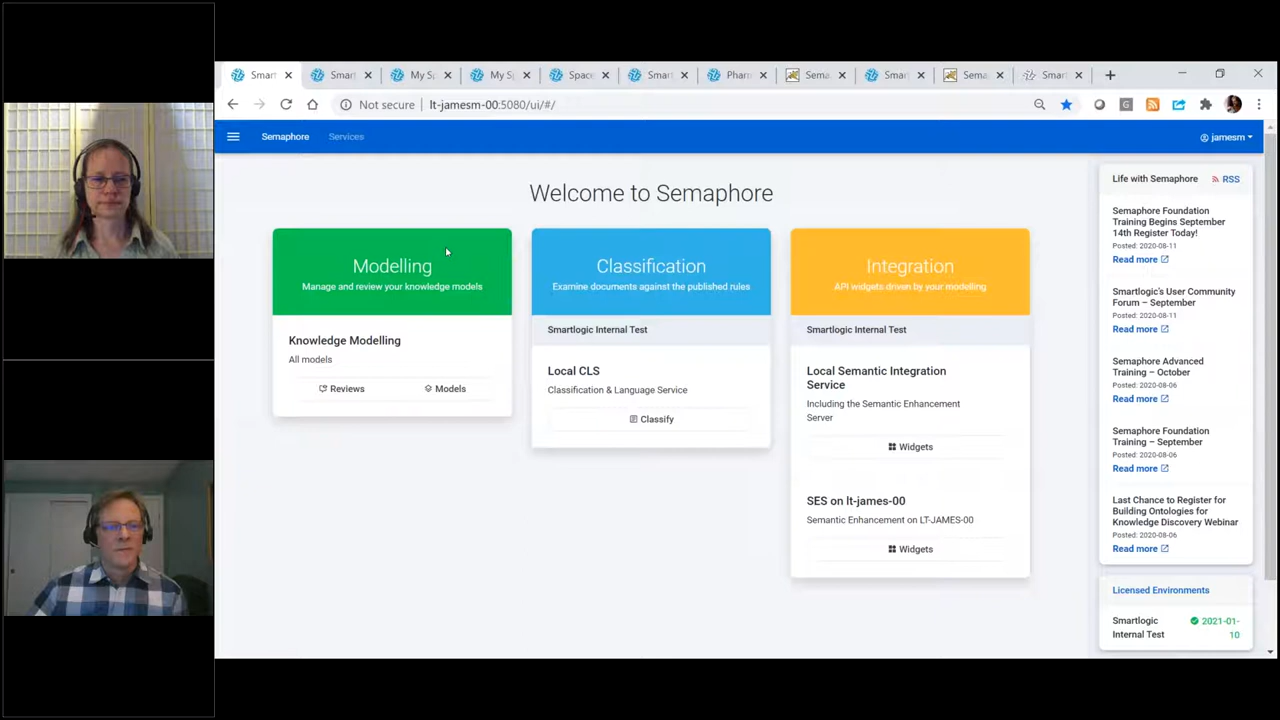 Smart
Smart
My Sp
My Sp
Space
Smart
Pharm
Sema
Smart
Sema
Smart
Not secure
lt-jamesm-00:5080/ui/#/
Semaphore
Services
jamesm
Welcome to Semaphore
Modelling
Manage and review your knowledge models
Knowledge Modelling
All models
Reviews
Models
Classification
Examine documents against the published rules
Smartlogic Internal Test
Local CLS
Classification & Language Service
Classify
Integration
API widgets driven by your modelling
Smartlogic Internal Test
Local Semantic Integration
Service
Including the Semantic Enhancement
Server
Widgets
SES on lt-james-00
Semantic Enhancement on LT-JAMES-00
Widgets
Life with Semaphore
RSS
Semaphore Foundation
Training Begins September
14th Register Today!
Posted: 2020-08-11
Read more
Smartlogic's User Community
Forum – September
Posted: 2020-08-11
Read more
Semaphore Advanced
Training – October
Posted: 2020-08-06
Read more
Semaphore Foundation
Training – September
Posted: 2020-08-06
Read more
Last Chance to Register for
Building Ontologies for
Knowledge Discovery Webinar
Posted: 2020-08-06
Read more
Licensed Environments
Smartlogic
Internal Test
2021-01-
10